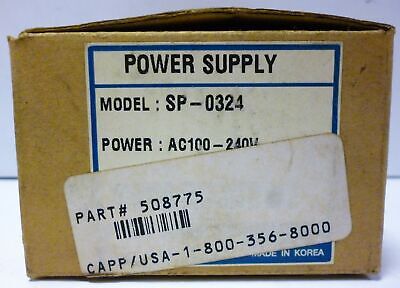 POWER SUPPLY
MODEL : SP-0324
POWER : AC100-240V
PART# 508775
CAPP/USA-1-800-356-8000
MADE IN KOREA